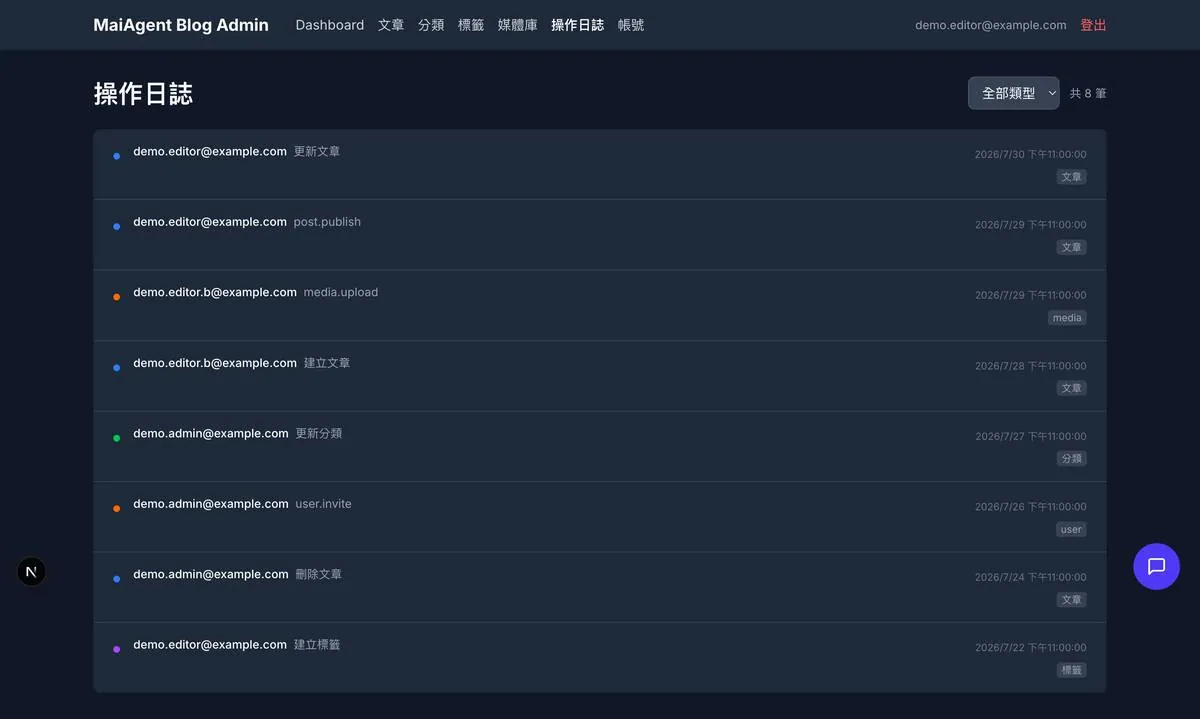 MaiAgent Blog Admin Dashboard 文章 分類 標籤 媒體庫 操作日誌 帳號 demo.editor@example.com 登出
操作日誌 全部類型 共 8 筆
demo.editor@example.com 更新文章 2026/7/30 下午11:00:00
文章
demo.editor@example.com post.publish 2026/7/29 下午11:00:00
文章
demo.editor.b@example.com media.upload 2026/7/29 下午11:00:00
media
demo.editor.b@example.com 建立文章 2026/7/28 下午11:00:00
文章
demo.admin@example.com 更新分類 2026/7/27 下午11:00:00
分類
demo.admin@example.com user.invite 2026/7/26 下午11:00:00
user
demo.admin@example.com 刪除文章 2026/7/24 下午11:00:00
文章
demo.editor@example.com 建立標籤 2026/7/22 下午11:00:00
標籤
N